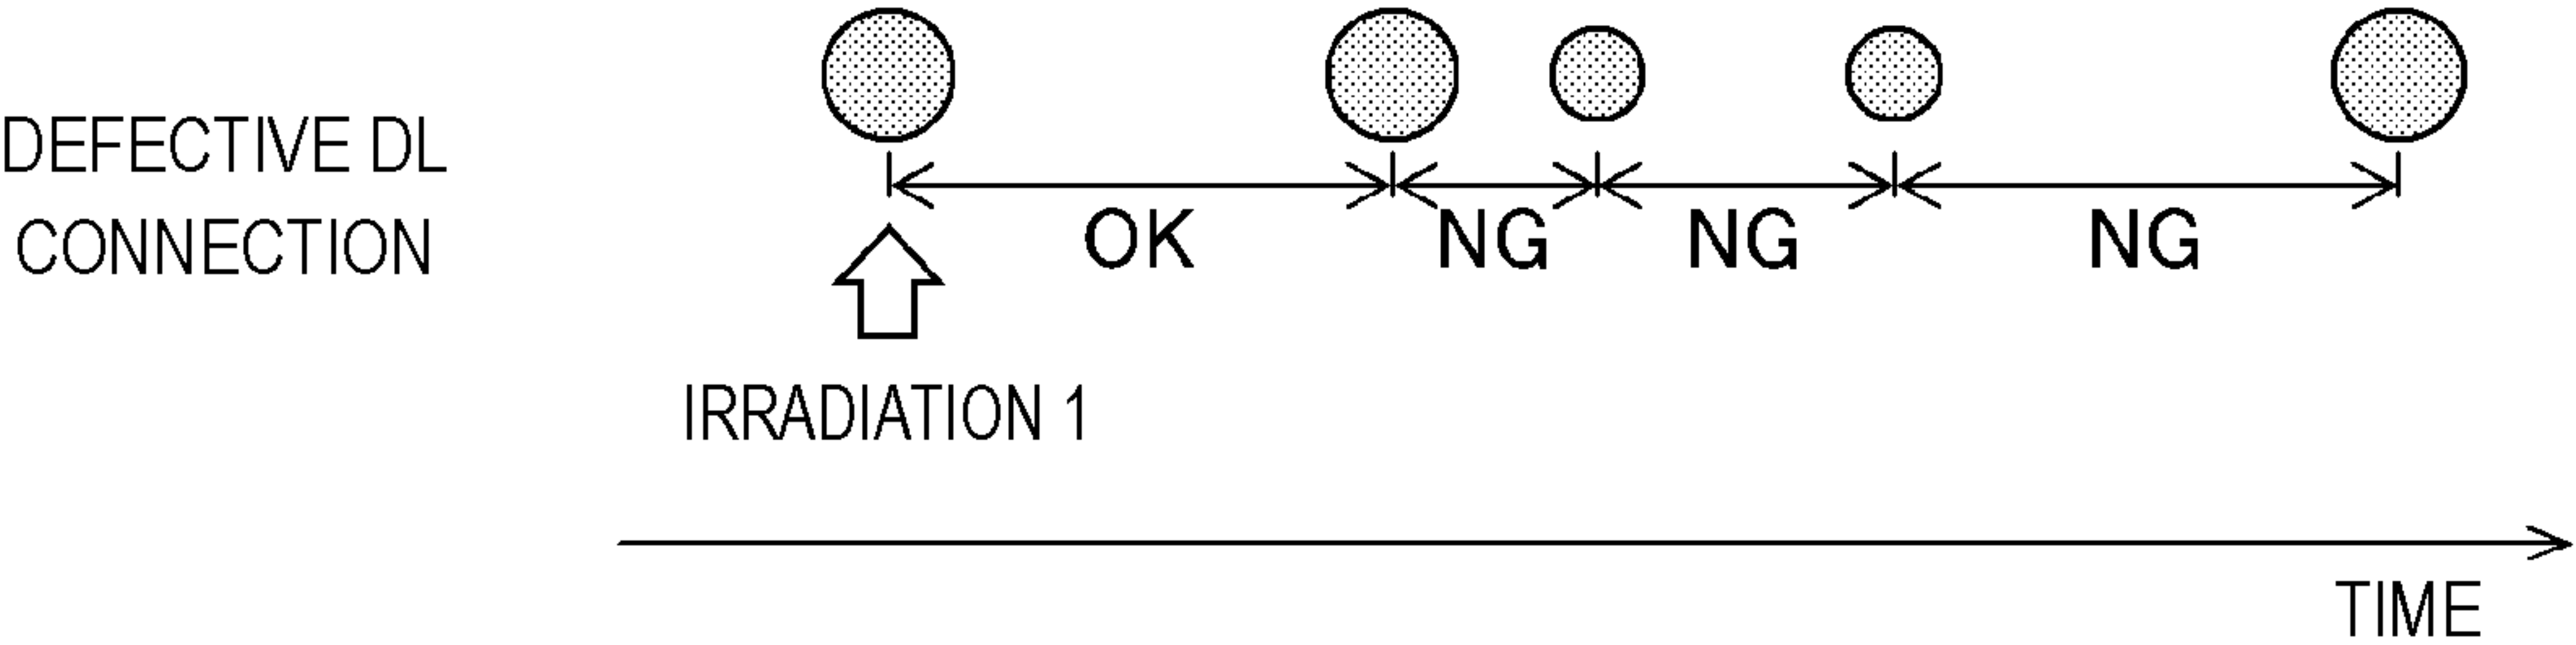 DEFECTIVE DL
CONNECTION
OK NG NG NG
IRRADIATION 1
TIME